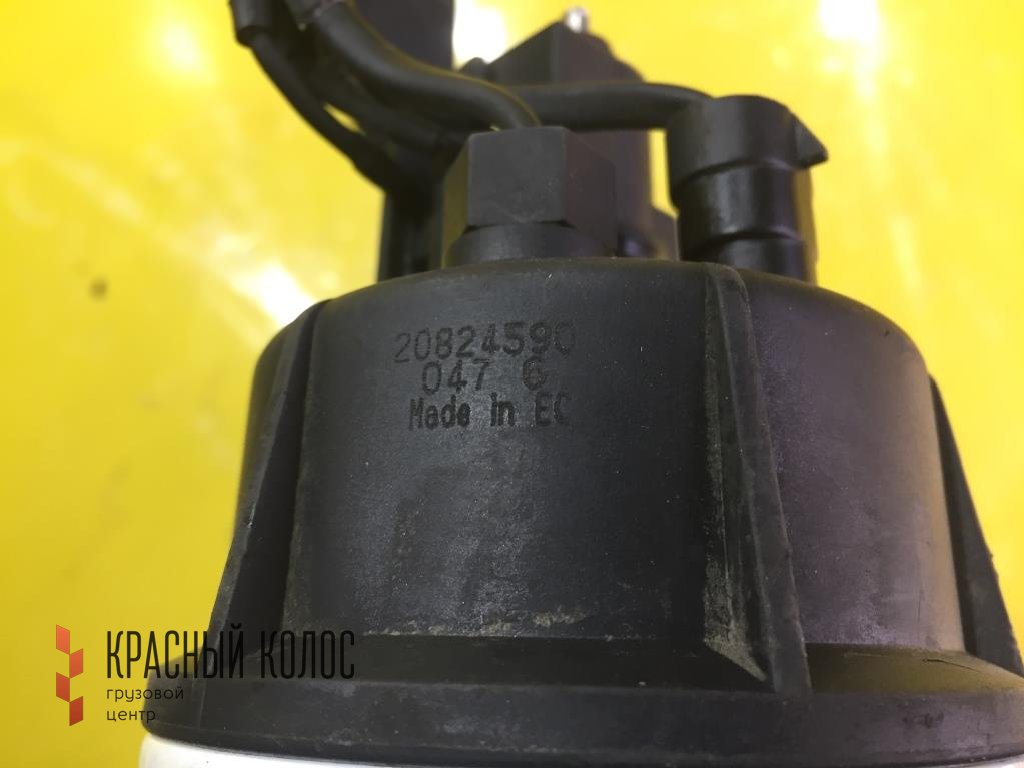 20824590
047 G
Made in EC
КРАСНЫЙ КОЛОС
грузовой
центр